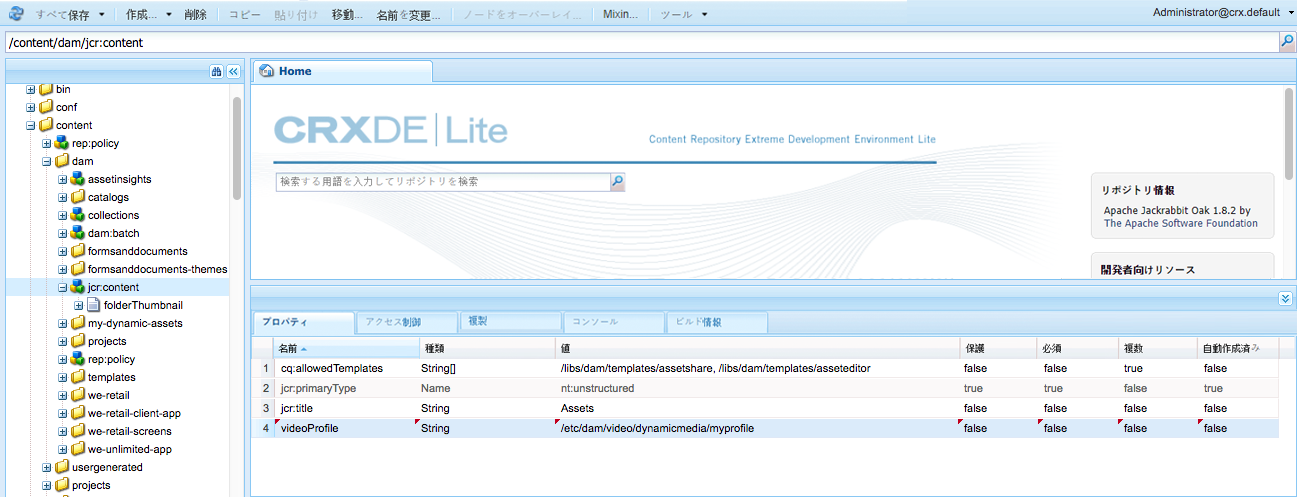 すべて保存 作成... 削除 コピー 貼り付け 移動... 名前を変更... ノードをオーバーレイ... Mixin... ツール Administrator@crx.default
/content/dam/jcr:content
bin
conf
content
rep:policy
dam
assetinsights
catalogs
collections
dam:batch
formsanddocuments
formsanddocuments-themes
jcr:content
folderThumbnail
my-dynamic-assets
projects
rep:policy
templates
we-retail
we-retail-client-app
we-retail-screens
we-unlimited-app
usergenerated
projects
Home
CRXDE Lite
Content Repository Extreme Development Environment Lite
検索する用語を入力してリポジトリを検索
リポジトリ情報
Apache Jackrabbit Oak 1.8.2 by
The Apache Software Foundation
開発者向けリソース
プロパティ アクセス制御 複製 コンソール ビルド情報
名前 種類 値 保護 必須 複数 自動作成済み
1 cq:allowedTemplates String[] /libs/dam/templates/assetshare, /libs/dam/templates/asseteditor false false true false
2 jcr:primaryType Name nt:unstructured true true false true
3 jcr:title String Assets false false false false
4 videoProfile String /etc/dam/video/dynamicmedia/myprofile false false false false